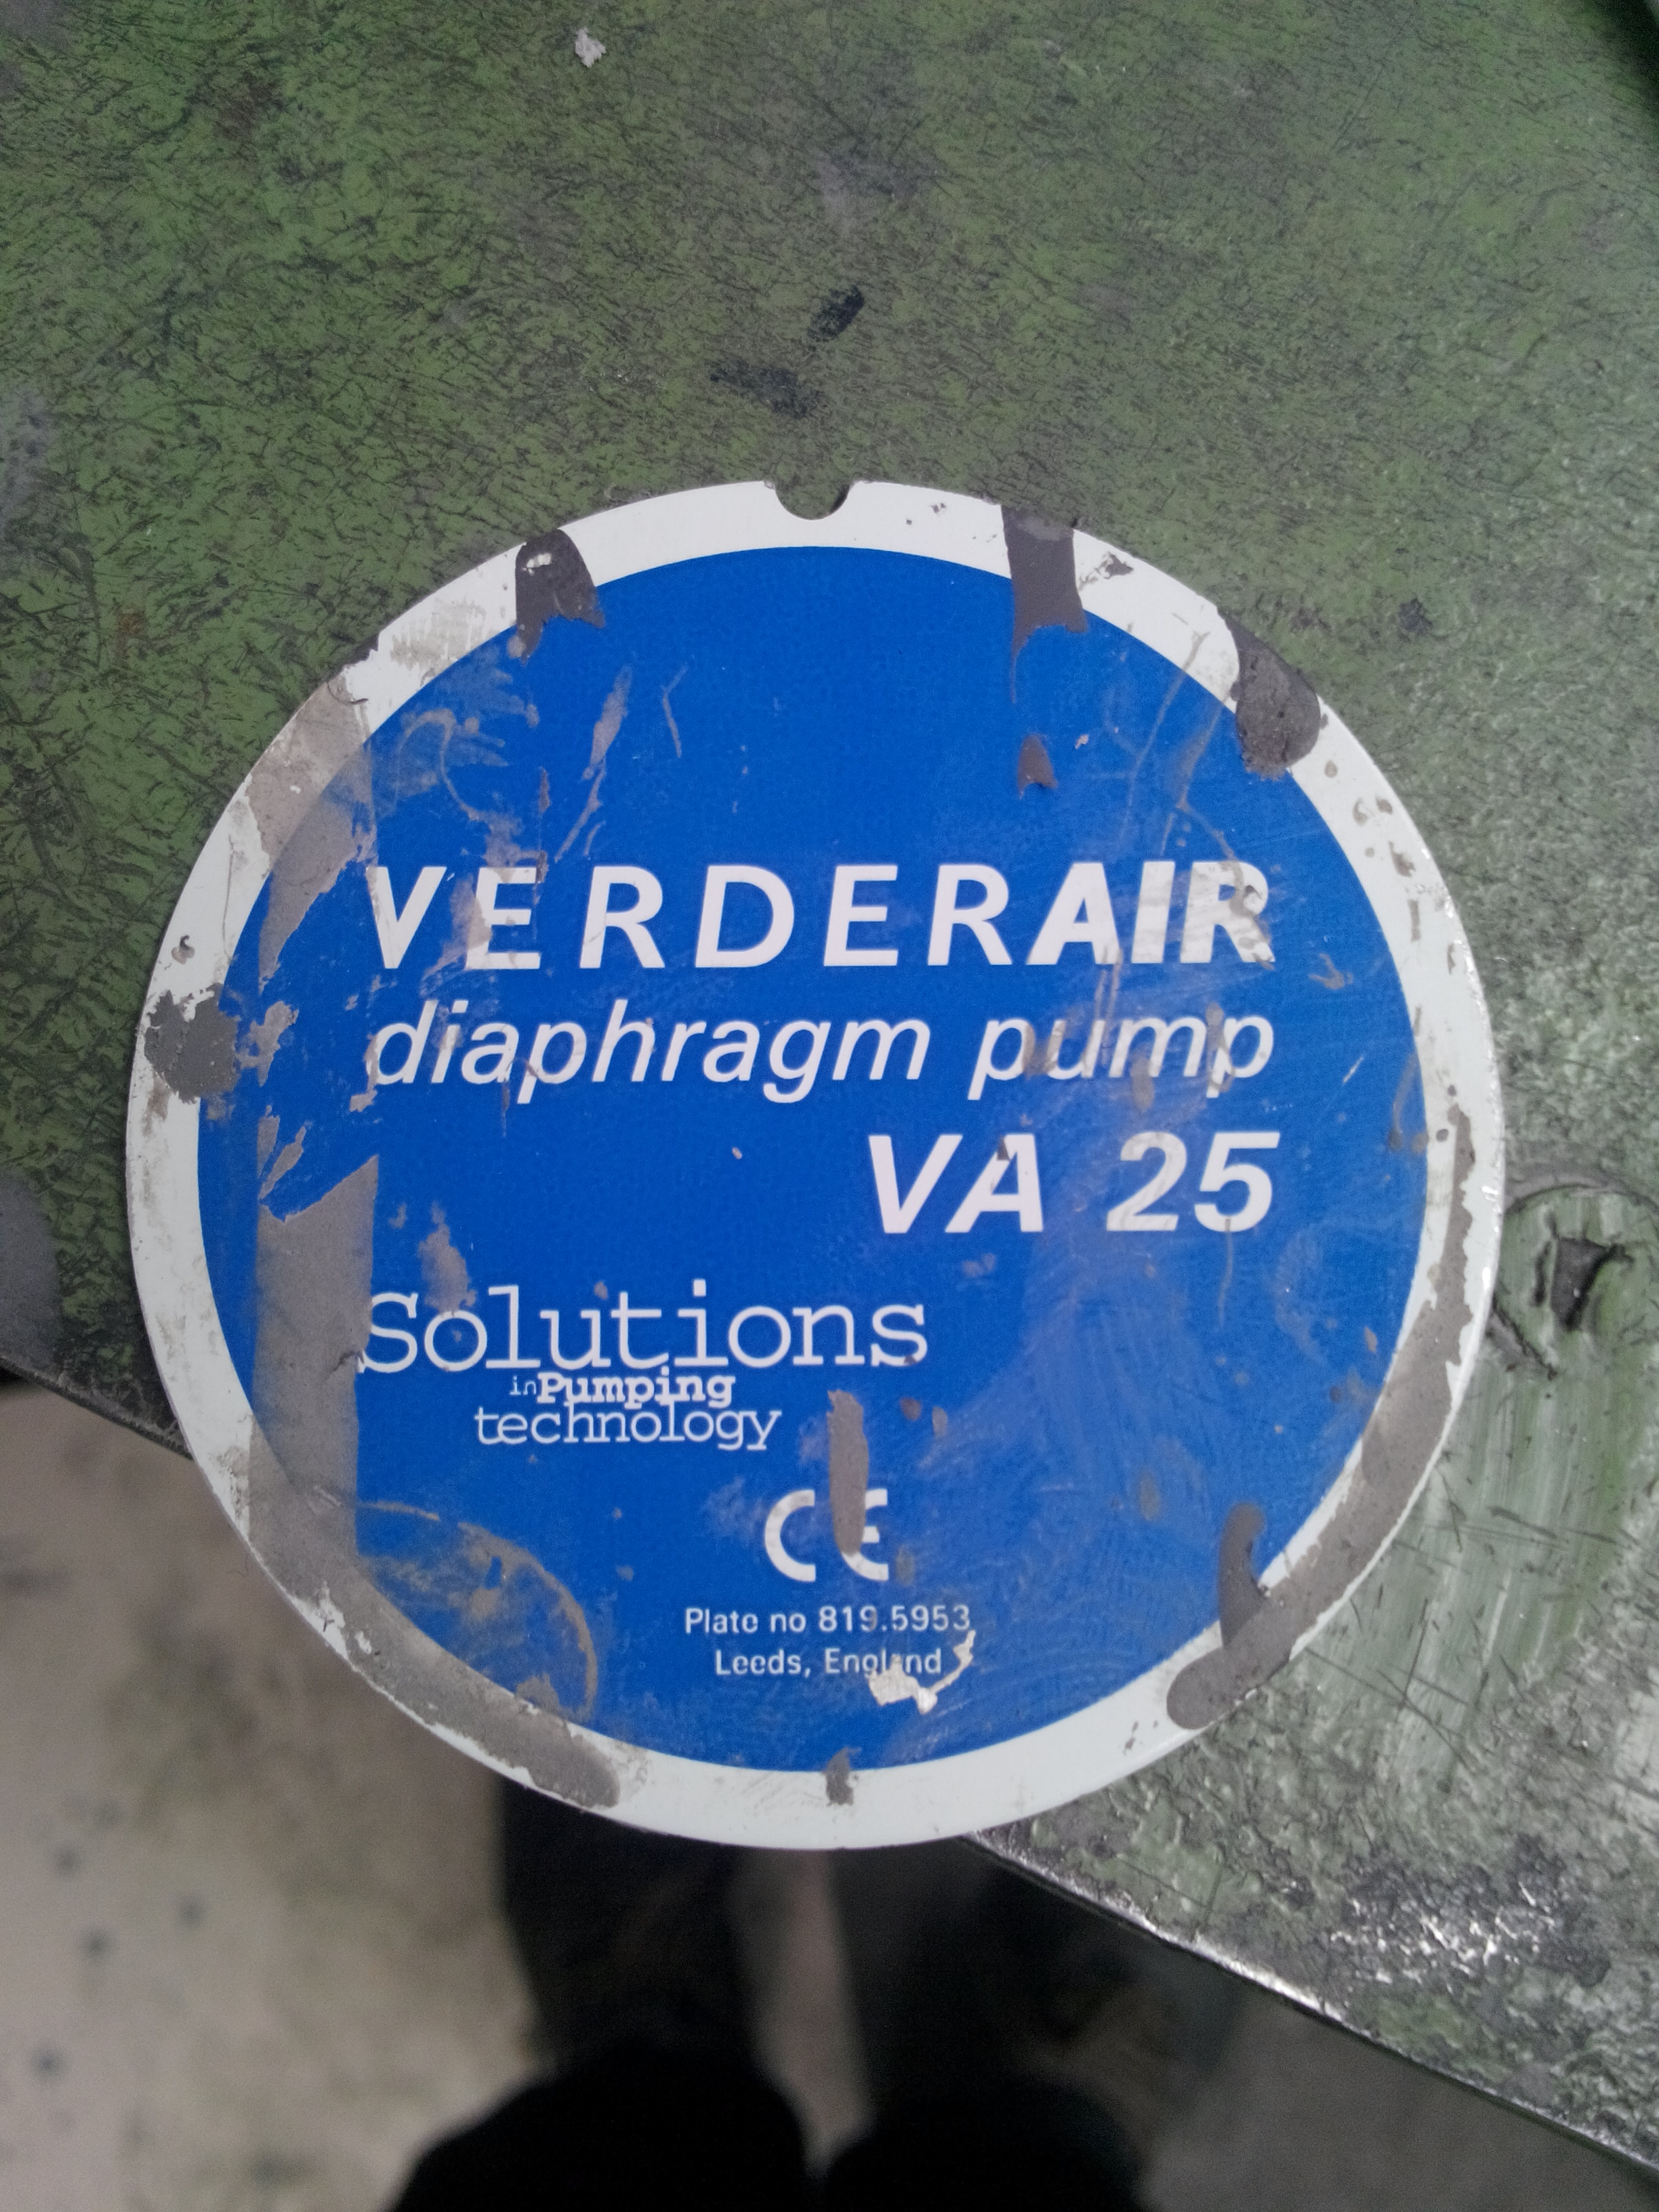 VERDERAIR
diaphragm pump
VA 25
Solutions
in Pumping
technology
CE
Plate no 819.5953
Leeds, England